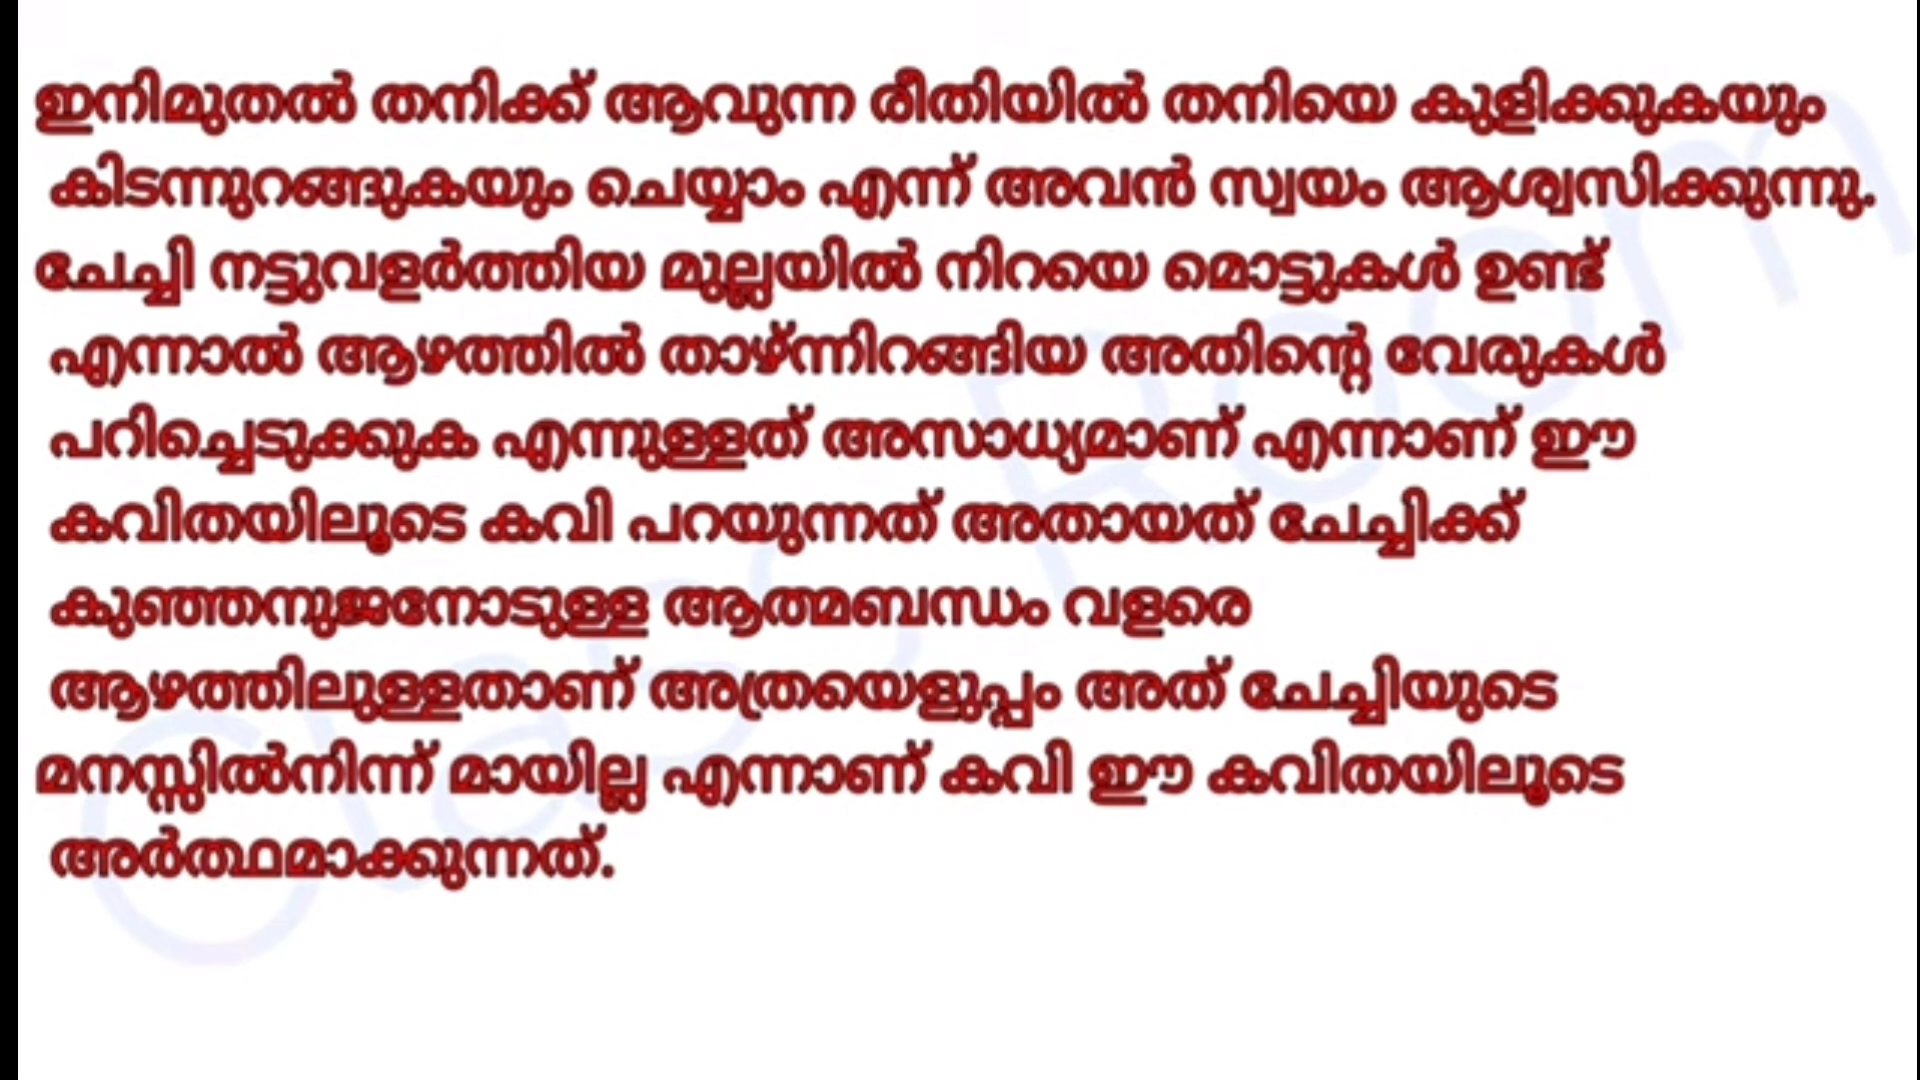 ഇനിമുതൽ തനിക്ക് ആവുന്ന രീതിയിൽ തനിയെ കുളിക്കുകയും
കിടന്നുറങ്ങുകയും ചെയ്യാം എന്ന് അവൻ സ്വയം ആശ്വസിക്കുന്നു.
ചേച്ചി നട്ടുവളർത്തിയ മുല്ലയിൽ നിറയെ മൊട്ടുകൾ ഉണ്ട്
എന്നാൽ ആഴത്തിൽ താഴ്ന്നിറങ്ങിയ അതിന്റെ വേരുകൾ
പറിച്ചെടുക്കുക എന്നുള്ളത് അസാധ്യമാണ് എന്നാണ് ഈ
കവിതയിലൂടെ കവി പറയുന്നത് അതായത് ചേച്ചിക്ക്
കുഞ്ഞനുജനോടുള്ള ആത്മബന്ധം വളരെ
ആഴത്തിലുള്ളതാണ് അത്രയെളുപ്പം അത് ചേച്ചിയുടെ
മനസ്സിൽനിന്ന് മായില്ല എന്നാണ് കവി ഈ കവിതയിലൂടെ
അർത്ഥമാക്കുന്നത്.
Class Room